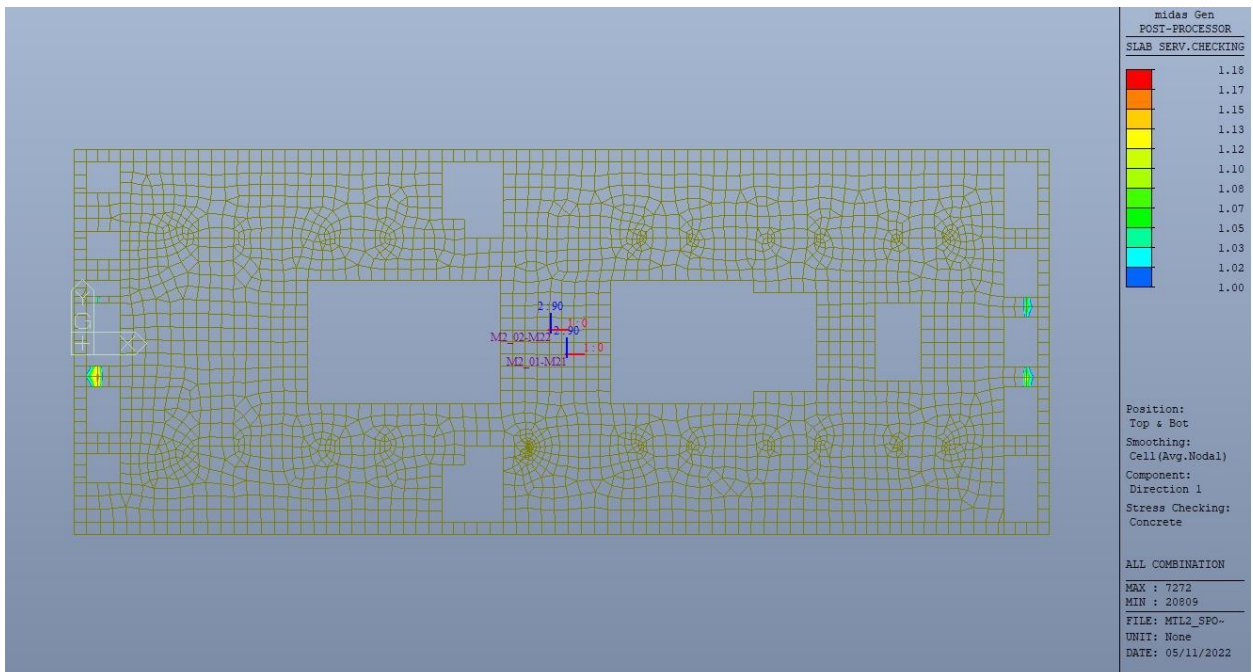 midas Gen
POST-PROCESSOR
SLAB SERV.CHECKING
1.18
1.17
1.15
1.13
1.12
1.10
1.08
1.07
1.05
1.03
1.02
1.00
2 : 90
1 : 0
M2_02-M22
2 : 90
1 : 0
M2_01-M21
Y
+G
X
Position:
Top & Bot
Smoothing:
Cell(Avg.Nodal)
Component:
Direction 1
Stress Checking:
Concrete
ALL COMBINATION
MAX : 7272
MIN : 20809
FILE: MTL2_SPO~
UNIT: None
DATE: 05/11/2022